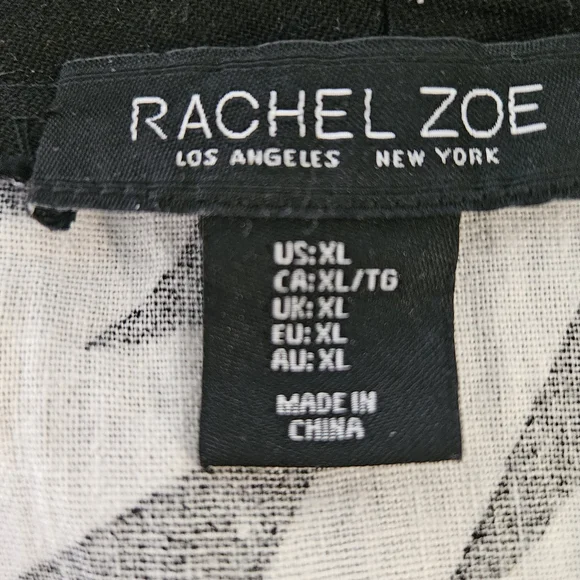 RACHEL ZOE
LOS ANGELES NEW YORK
US: XL
CA: XL/TG
UK: XL
EU: XL
AU: XL
MADE IN
CHINA